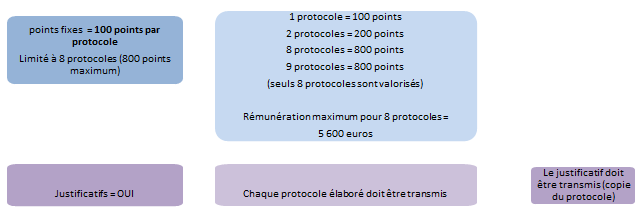 points fixes = 100 points par
protocole
Limité à 8 protocoles (800 points
maximum)
1 protocole = 100 points
2 protocoles = 200 points
8 protocoles = 800 points
9 protocoles = 800 points
(seuls 8 protocoles sont valorisés)
Rémunération maximum pour 8 protocoles =
5 600 euros
Justificatifs = OUI
Chaque protocole élaboré doit être transmis
Le justificatif doit
être transmis (copie
du protocole)